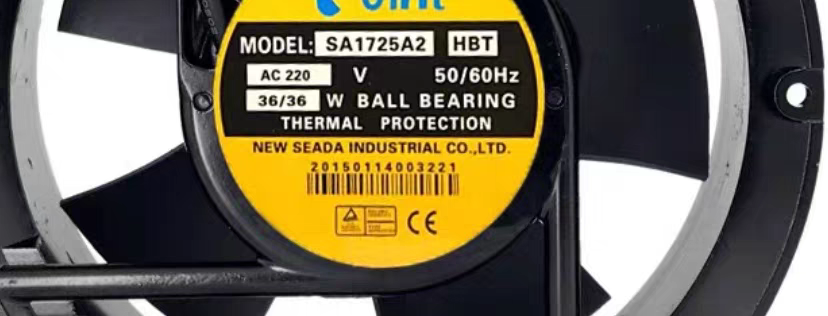 MODEL: SA1725A2 HBT
AC 220 V 50/60Hz
36/36 W BALL BEARING
THERMAL PROTECTION
NEW SEADA INDUSTRIAL CO.,LTD.
20150114003221
CE